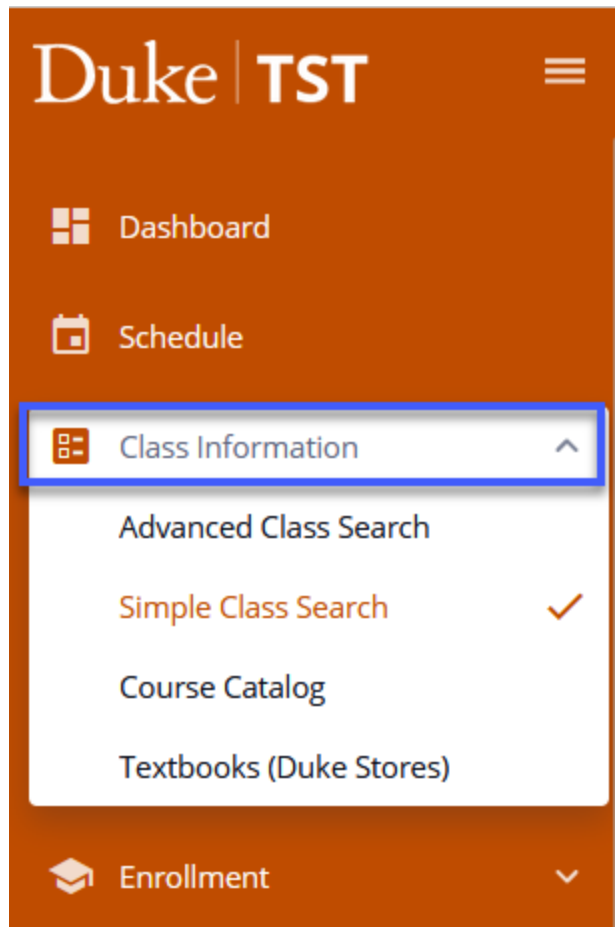 Duke | TST
Dashboard
Schedule
Class Information
Advanced Class Search
Simple Class Search
Course Catalog
Textbooks (Duke Stores)
Enrollment